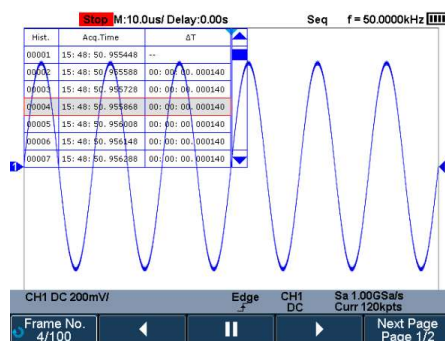 Stop M:10.0us/ Delay:0.00s Seq f = 50.0000kHz
Hist. Acq.Time ΔT
00001 15: 48: 50. 955448 --
00002 15: 48: 50. 955588 00: 00: 00. 000140
00003 15: 48: 50. 955728 00: 00: 00. 000140
00004 15: 48: 50. 955868 00: 00: 00. 000140
00005 15: 48: 50. 956008 00: 00: 00. 000140
00006 15: 48: 50. 956148 00: 00: 00. 000140
00007 15: 48: 50. 956288 00: 00: 00. 000140
1
CH1 DC 200mV/ Edge CH1 Sa 1.00GSa/s
DC Curr 120kpts
Frame No. Next Page
4/100 Page 1/2